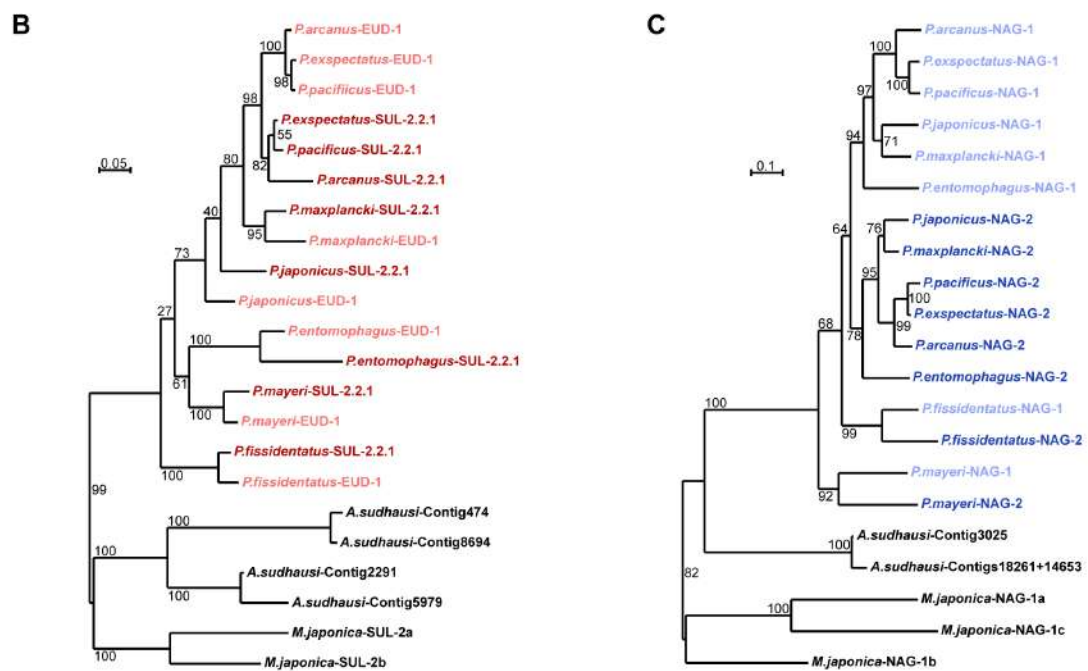 B
P.arcanus-EUD-1
100
P.exspectatus-EUD-1
98
P.pacifiicus-EUD-1
98
P.exspectatus-SUL-2.2.1
55
P.pacificus-SUL-2.2.1
0.05
80
82
P.arcanus-SUL-2.2.1
P.maxplancki-SUL-2.2.1
40
95
P.maxplancki-EUD-1
73
P.japonicus-SUL-2.2.1
P.japonicus-EUD-1
27
P.entomophagus-EUD-1
100
P.entomophagus-SUL-2.2.1
61
P.mayeri-SUL-2.2.1
100
P.mayeri-EUD-1
P.fissidentatus-SUL-2.2.1
100
P.fissidentatus-EUD-1
99
A.sudhausi-Contig474
100
A.sudhausi-Contig8694
100
A.sudhausi-Contig2291
100
A.sudhausi-Contig5979
M.japonica-SUL-2a
100
M.japonica-SUL-2b
C
P.arcanus-NAG-1
100
P.exspectatus-NAG-1
100
97
P.pacificus-NAG-1
P.japonicus-NAG-1
94
71
P.maxplancki-NAG-1
0.1
P.entomophagus-NAG-1
P.japonicus-NAG-2
64
76
P.maxplancki-NAG-2
95
P.pacificus-NAG-2
100
P.exspectatus-NAG-2
68
78
99
P.arcanus-NAG-2
P.entomophagus-NAG-2
100
P.fissidentatus-NAG-1
99
P.fissidentatus-NAG-2
P.mayeri-NAG-1
92
P.mayeri-NAG-2
A.sudhausi-Contig3025
100
A.sudhausi-Contigs18261+14653
82
M.japonica-NAG-1a
100
M.japonica-NAG-1c
M.japonica-NAG-1b